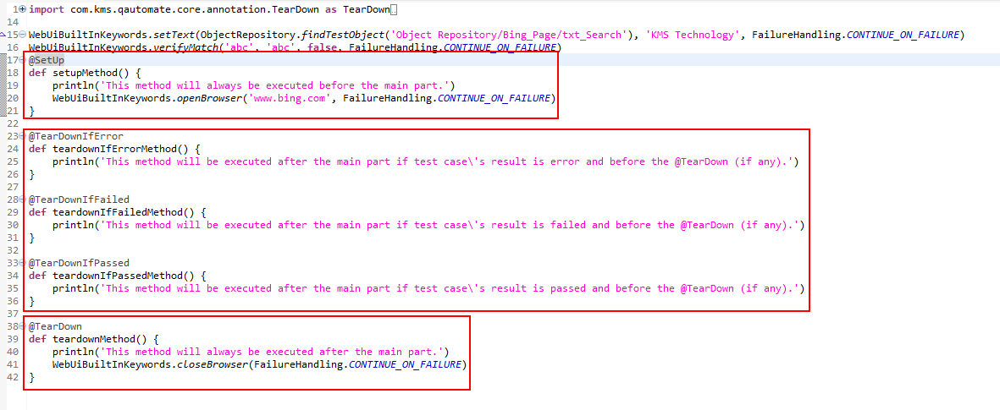 1 import com.kms.qautomate.core.annotation.TearDown as TearDown
14
15 WebUiBuiltInKeywords.setText(ObjectRepository.findTestObject('Object Repository/Bing_Page/txt_Search'), 'KMS Technology', FailureHandling.CONTINUE_ON_FAILURE)
16 WebUiBuiltInKeywords.verifyMatch('abc', 'abc', false, FailureHandling.CONTINUE_ON_FAILURE)
17 @SetUp
18 def setupMethod() {
19 println('This method will always be executed before the main part.')
20 WebUiBuiltInKeywords.openBrowser('www.bing.com', FailureHandling.CONTINUE_ON_FAILURE)
21 }
22
23 @TearDownIfError
24 def teardownIfErrorMethod() {
25 println('This method will be executed after the main part if test case\'s result is error and before the @TearDown (if any).')
26 }
27
28 @TearDownIfFailed
29 def teardownIfFailedMethod() {
30 println('This method will be executed after the main part if test case\'s result is failed and before the @TearDown (if any).')
31 }
32
33 @TearDownIfPassed
34 def teardownIfPassedMethod() {
35 println('This method will be executed after the main part if test case\'s result is passed and before the @TearDown (if any).')
36 }
37
38 @TearDown
39 def teardownMethod() {
40 println('This method will always be executed after the main part.')
41 WebUiBuiltInKeywords.closeBrowser(FailureHandling.CONTINUE_ON_FAILURE)
42 }